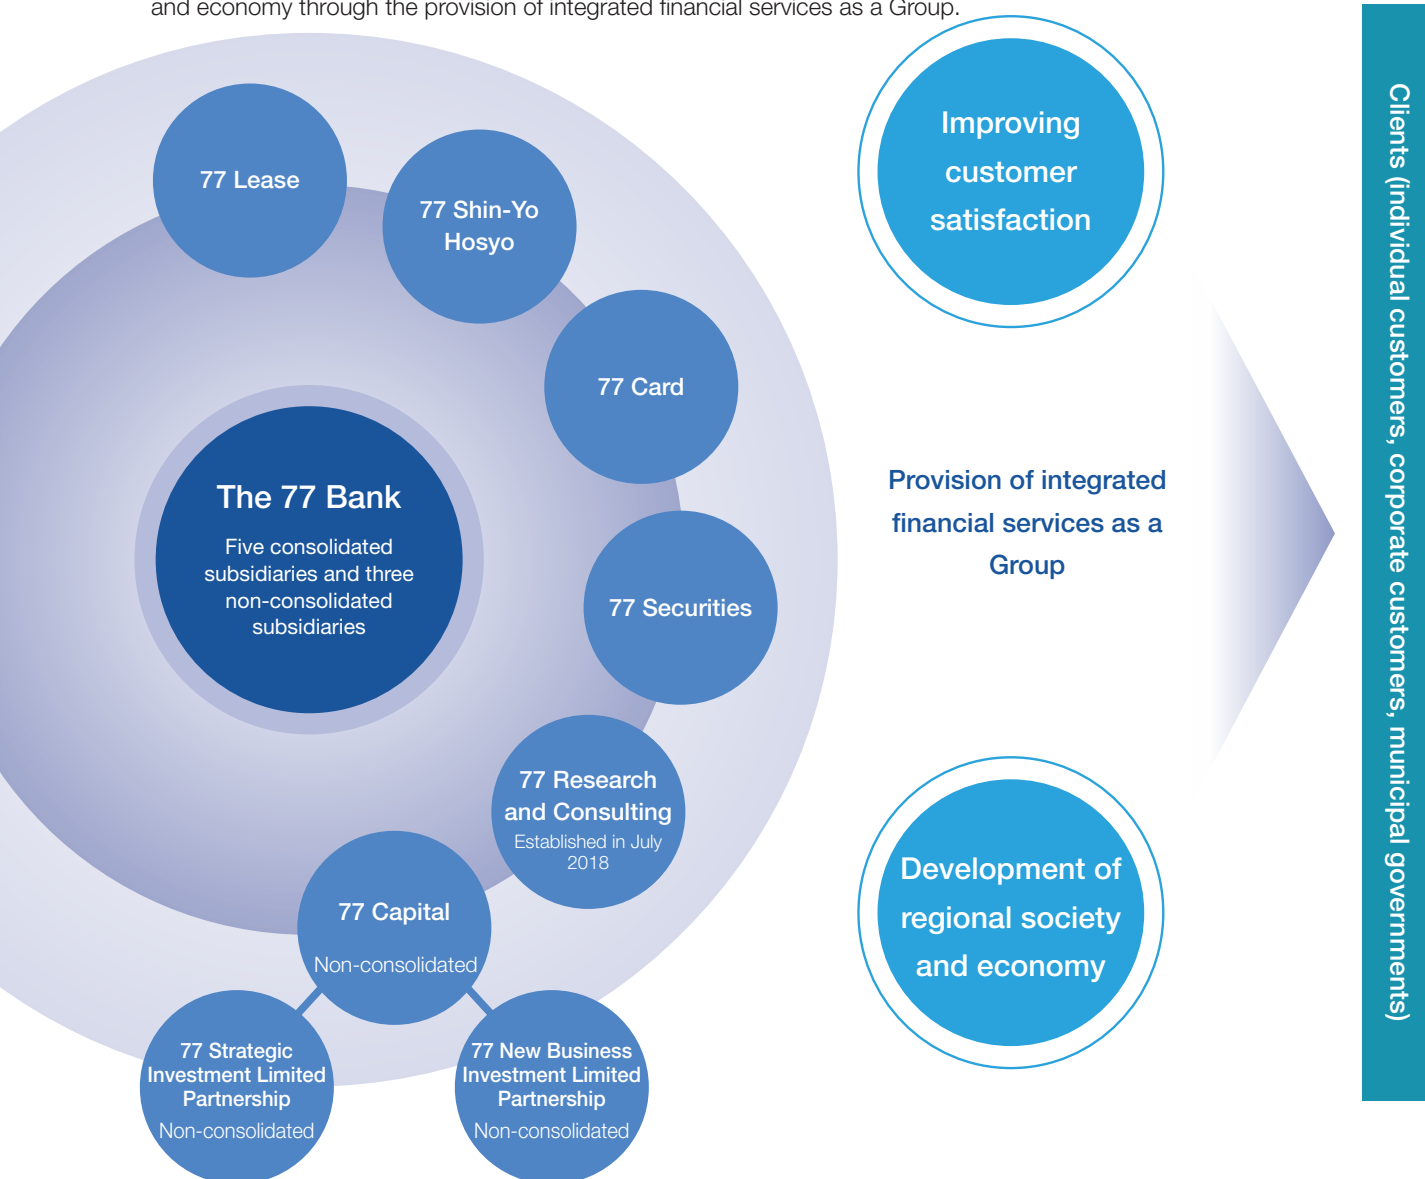 and economy through the provision of integrated financial services as a Group.
77 Lease
77 Shin-Yo
Hosyo
77 Card
The 77 Bank
Five consolidated
subsidiaries and three
non-consolidated
subsidiaries
77 Securities
77 Research
and Consulting
Established in July
2018
77 Capital
Non-consolidated
77 Strategic
Investment Limited
Partnership
Non-consolidated
77 New Business
Investment Limited
Partnership
Non-consolidated
Improving
customer
satisfaction
Provision of integrated
financial services as a
Group
Development of
regional society
and economy
Clients (individual customers, corporate customers, municipal governments)